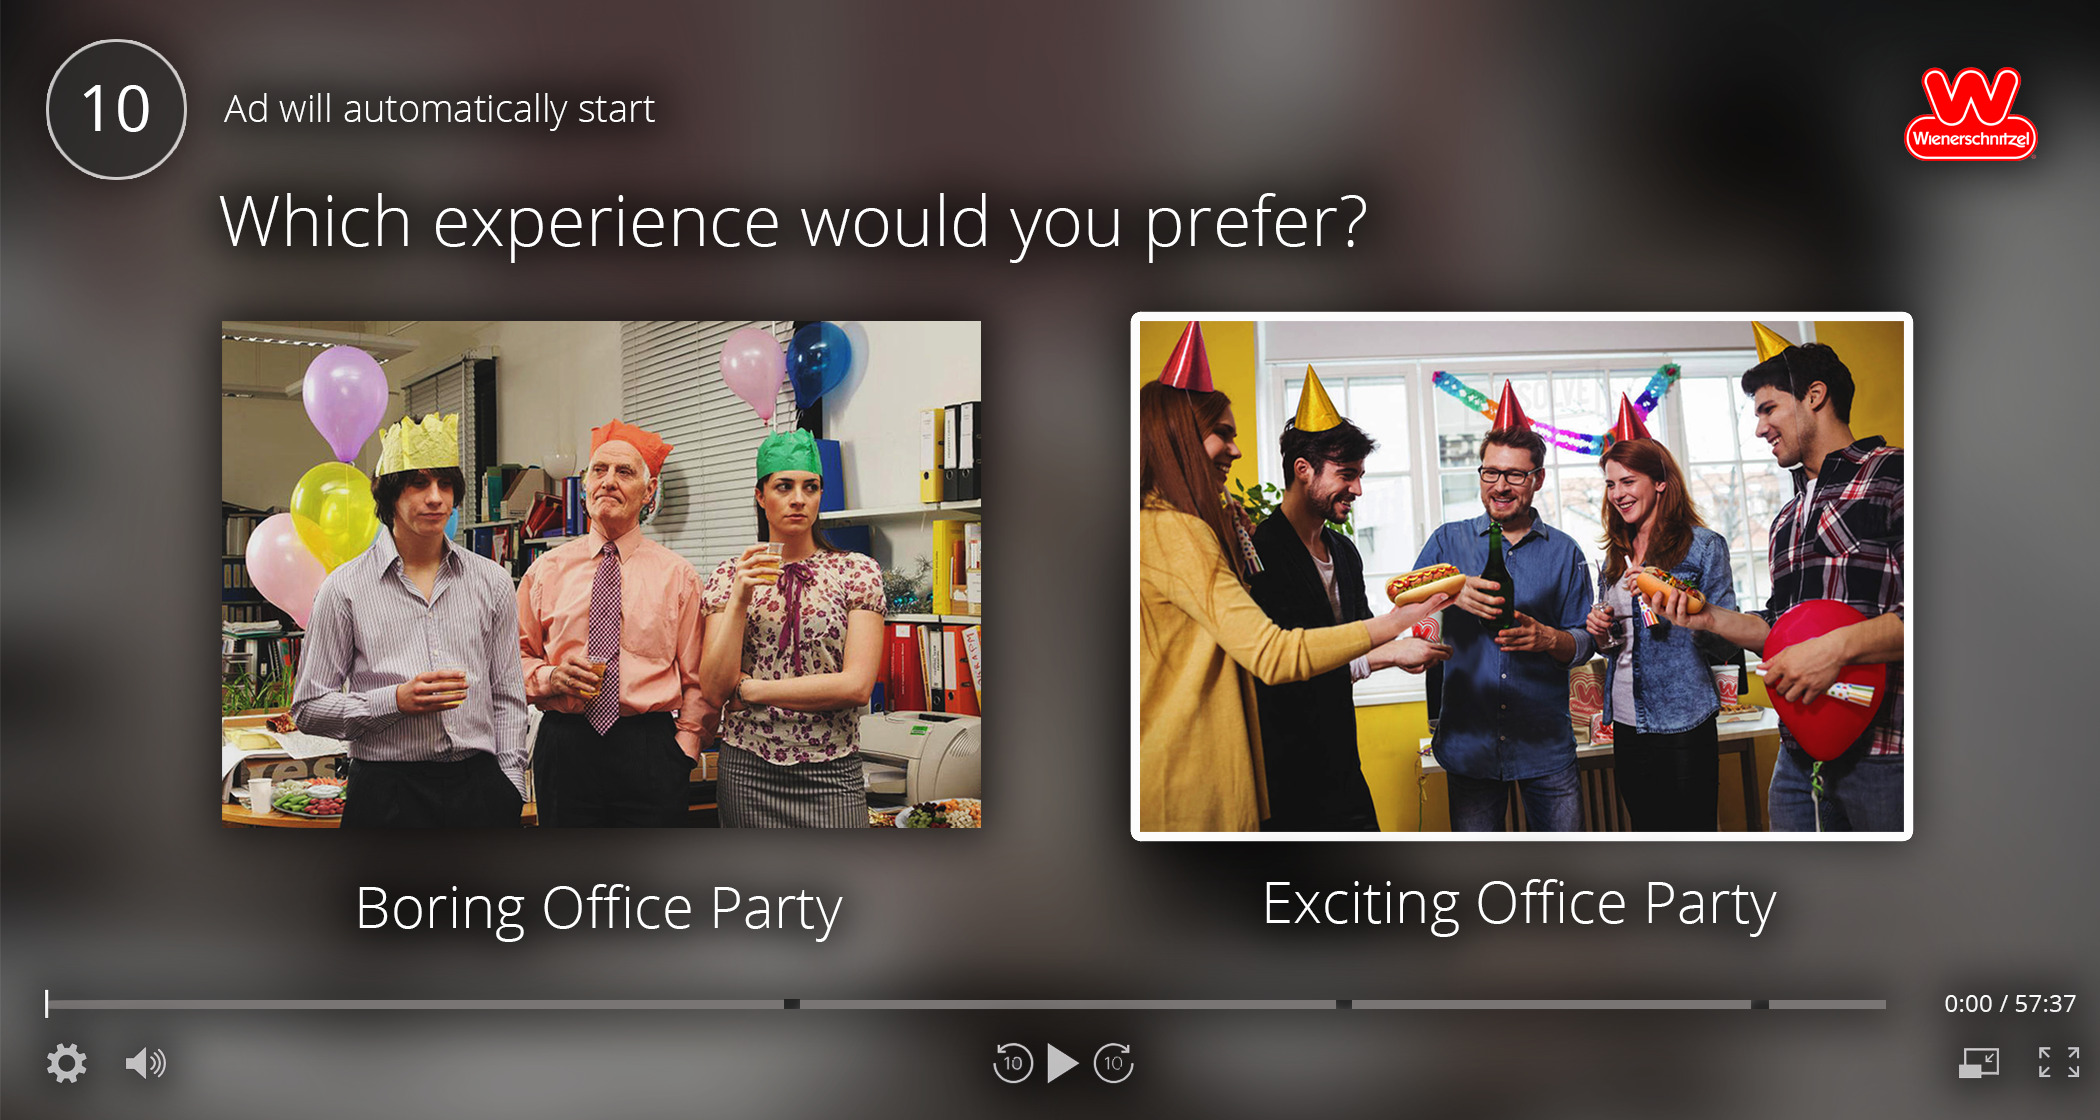 10
Ad will automatically start
W
Wienerschnitzel
Which experience would you prefer?
SOLVE
Boring Office Party
Exciting Office Party
0:00 / 57:37
10
10